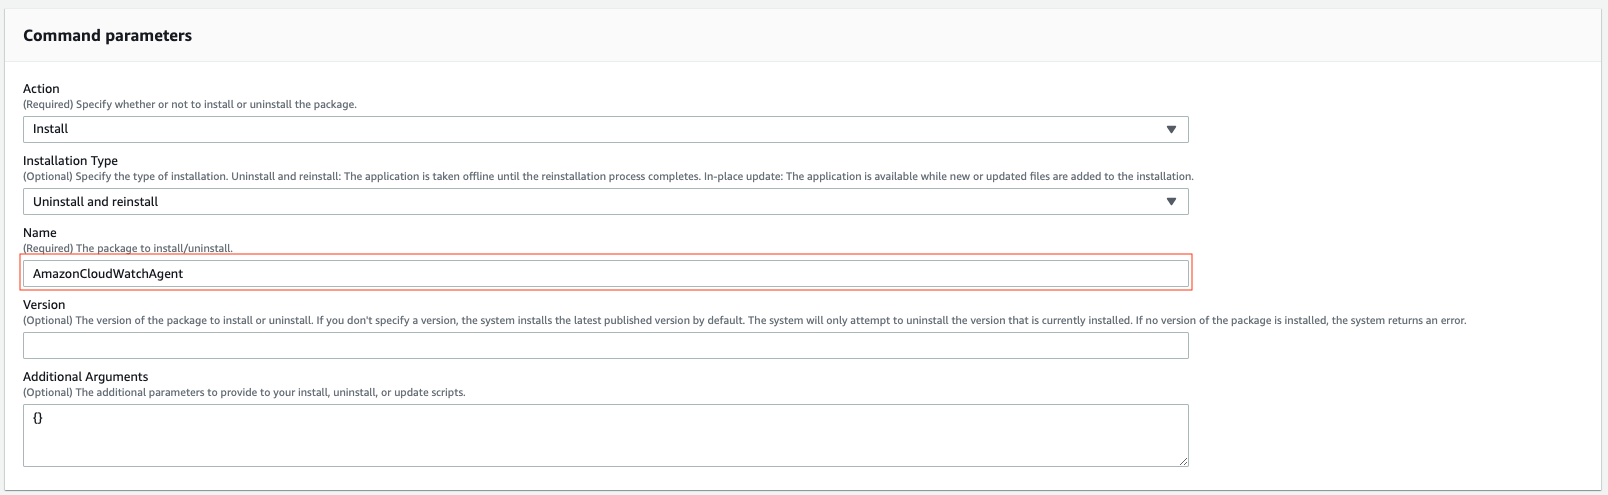 Command parameters
Action
(Required) Specify whether or not to install or uninstall the package.
Install
Installation Type
(Optional) Specify the type of installation. Uninstall and reinstall: The application is taken offline until the reinstallation process completes. In-place update: The application is available while new or updated files are added to the installation.
Uninstall and reinstall
Name
(Required) The package to install/uninstall.
AmazonCloudWatchAgent
Version
(Optional) The version of the package to install or uninstall. If you don't specify a version, the system installs the latest published version by default. The system will only attempt to uninstall the version that is currently installed. If no version of the package is installed, the system returns an error.
Additional Arguments
(Optional) The additional parameters to provide to your install, uninstall, or update scripts.
{}